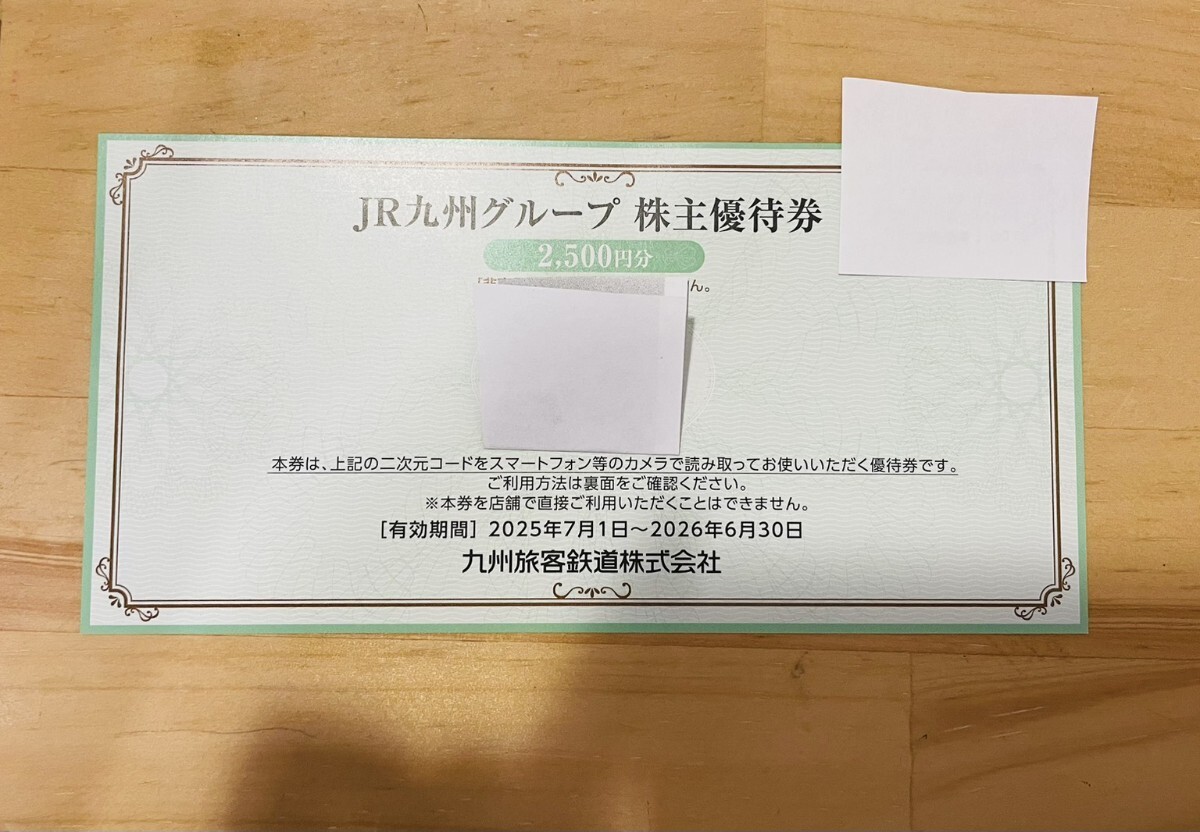 JR九州グループ 株主優待券
2,500円分
ん。
本券は、上記の二次元コードをスマートフォン等のカメラで読み取ってお使いいただく優待券です。
ご利用方法は裏面をご確認ください。
※本券を店舗で直接ご利用いただくことはできません。
［有効期間］2025年7月1日～2026年6月30日
九州旅客鉄道株式会社